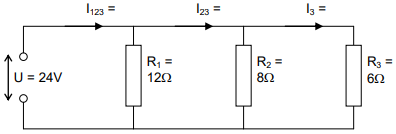 I₁₂₃ = I₂₃ = I₃ =
U = 24V
R₁ = R₂ = R₃ =
12Ω 8Ω 6Ω